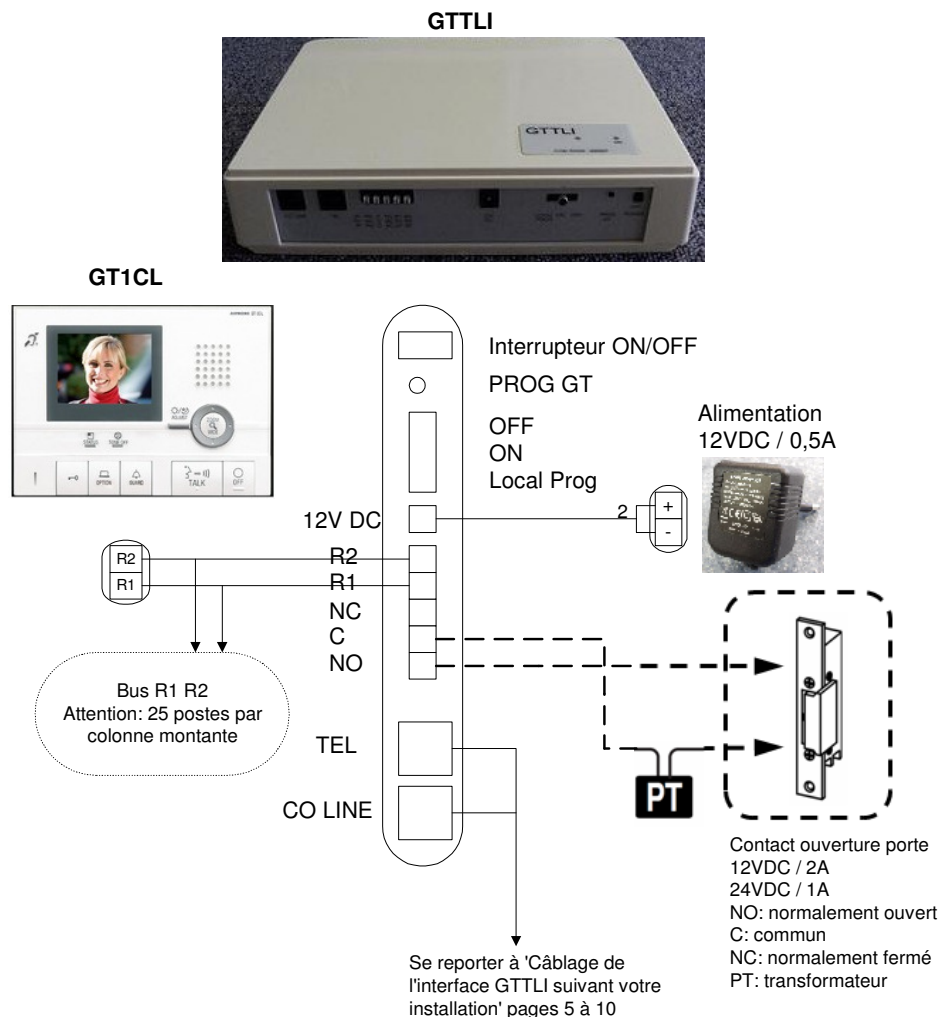 GTTLI
GTTLI
GT1CL
Interrupteur ON/OFF
PROG GT
OFF
ON
Local Prog
Alimentation
12VDC / 0,5A
12V DC
2
+
-
R2
R1
R2
R1
NC
C
NO
Bus R1 R2
Attention: 25 postes par
colonne montante
TEL
CO LINE
PT
OPTION
GUARD
TALK
OFF
Contact ouverture porte
12VDC / 2A
24VDC / 1A
NO: normalement ouvert
C: commun
NC: normalement fermé
PT: transformateur
Se reporter à 'Câblage de
l'interface GTTLI suivant votre
installation' pages 5 à 10